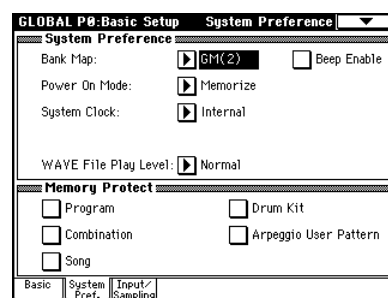 GLOBAL P0:Basic Setup System Preference
System Preference
Bank Map: GM(2) Beep Enable
Power On Mode: Memorize
System Clock: Internal
WAVE File Play Level: Normal
Memory Protect
Program Drum Kit
Combination Arpeggio User Pattern
Song
Basic System Pref. Input/Sampling